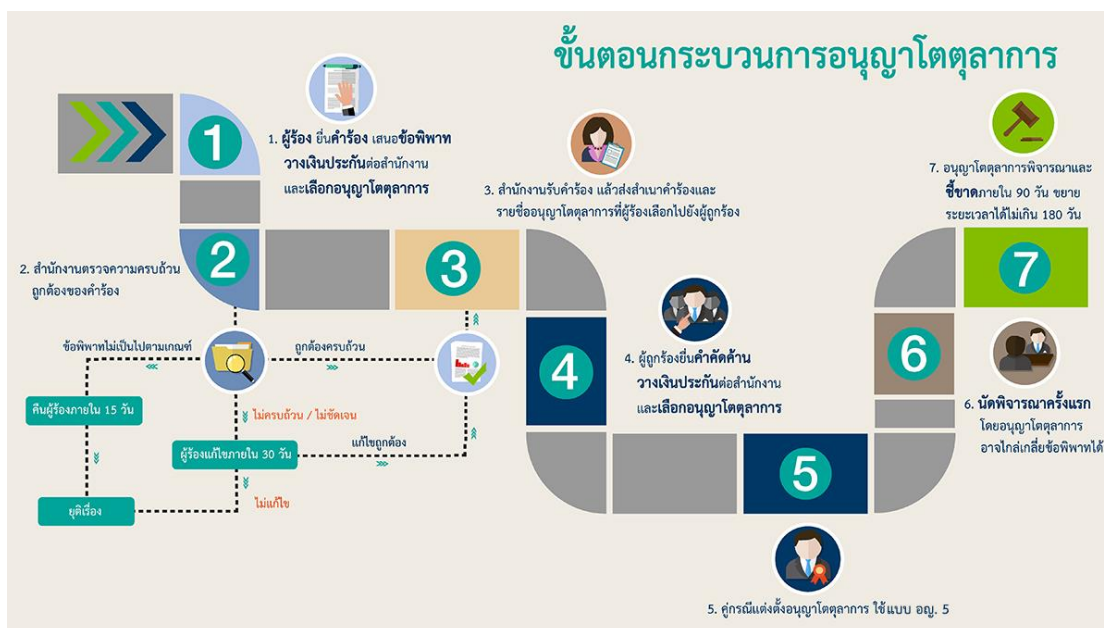 ขั้นตอนกระบวนการอนุญาโตตุลาการ
1
1. ผู้ร้อง ยื่นคำร้อง เสนอข้อพิพาท
วางเงินประกันต่อสำนักงาน
และเลือกอนุญาโตตุลาการ
2
2. สำนักงานตรวจความครบถ้วน
ถูกต้องของคำร้อง
ข้อพิพาทไม่เป็นไปตามเกณฑ์
ถูกต้องครบถ้วน
คืนผู้ร้องภายใน 15 วัน
ไม่ครบถ้วน / ไม่ชัดเจน
ผู้ร้องแก้ไขภายใน 30 วัน
แก้ไขถูกต้อง
ไม่แก้ไข
ยุติเรื่อง
3
3. สำนักงานรับคำร้อง แล้วส่งสำเนาคำร้องและ
รายชื่ออนุญาโตตุลาการที่ผู้ร้องเลือกไปยังผู้ถูกร้อง
4
4. ผู้ถูกร้องยื่นคำคัดค้าน
วางเงินประกันต่อสำนักงาน
และเลือกอนุญาโตตุลาการ
5
5. คู่กรณีแต่งตั้งอนุญาโตตุลาการ ใช้แบบ อญ. 5
6
6. นัดพิจารณาครั้งแรก
โดยอนุญาโตตุลาการ
อาจไกล่เกลี่ยข้อพิพาทได้
7
7. อนุญาโตตุลาการพิจารณาและ
ชี้ขาดภายใน 90 วัน ขยาย
ระยะเวลาได้ไม่เกิน 180 วัน